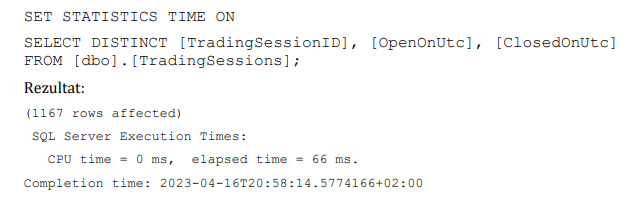 SET STATISTICS TIME ON
SELECT DISTINCT [TradingSessionID], [OpenOnUtc], [ClosedOnUtc]
FROM [dbo].[TradingSessions];
Rezultat:
(1167 rows affected)
SQL Server Execution Times:
CPU time = 0 ms,  elapsed time = 66 ms.
Completion time: 2023-04-16T20:58:14.5774166+02:00